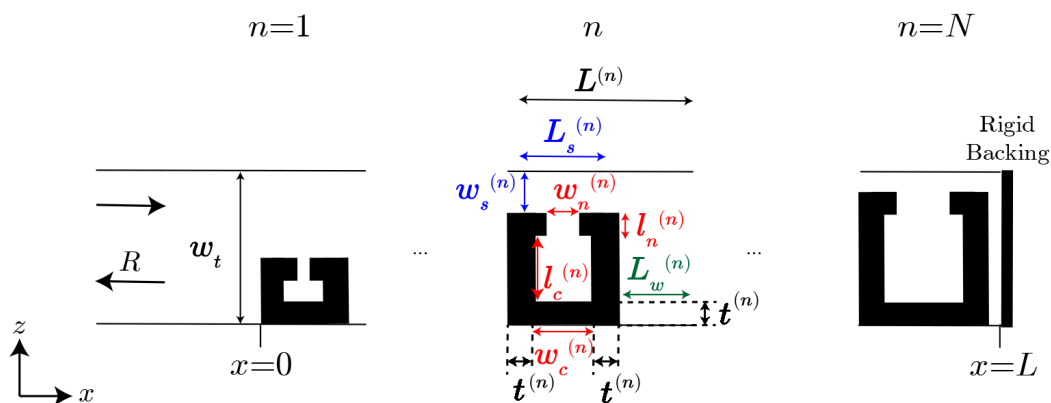 n=1
n
n=N
L^(n)
L_s^(n)
Rigid
Backing
w_s^(n)
w_n^(n)
w_t
R
l_n^(n)
...
...
l_c^(n)
L_w^(n)
t^(n)
z
x=0
w_c^(n)
x=L
x
t^(n)
t^(n)